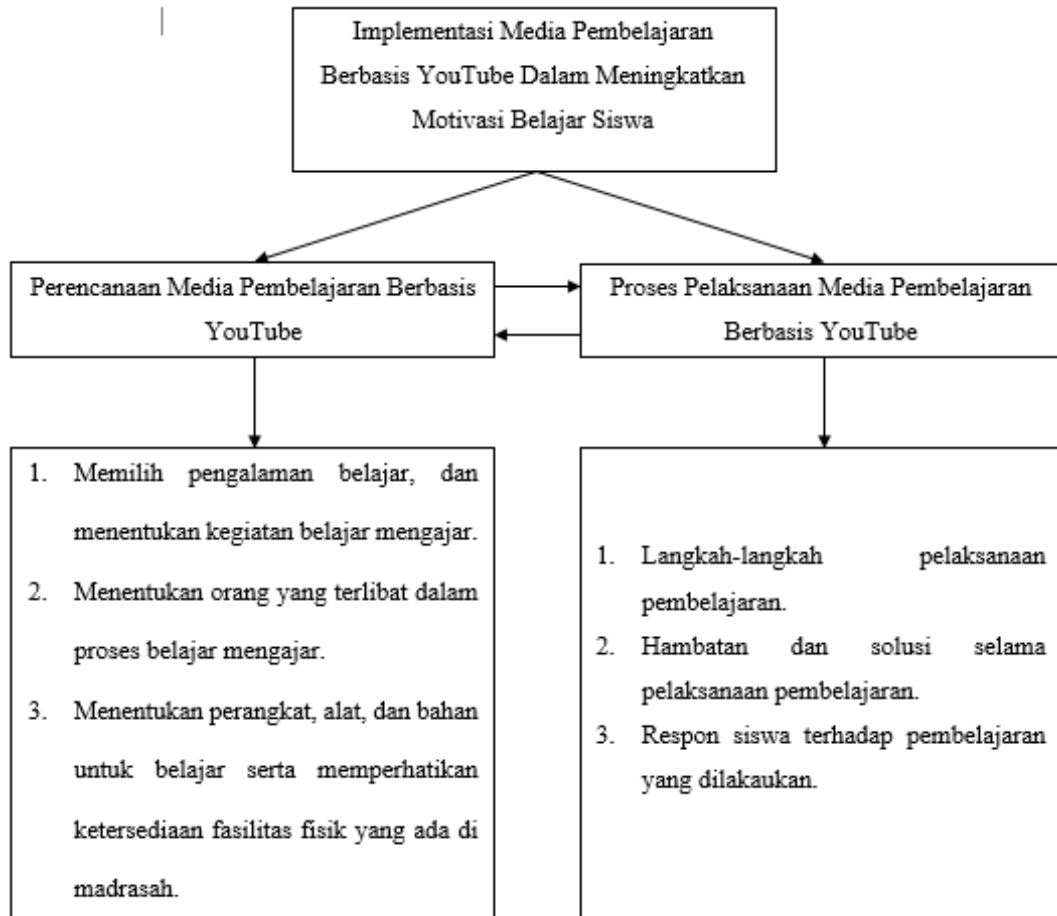 Implementasi Media Pembelajaran
Berbasis YouTube Dalam Meningkatkan
Motivasi Belajar Siswa
Perencanaan Media Pembelajaran Berbasis
YouTube
Proses Pelaksanaan Media Pembelajaran
Berbasis YouTube
1. Memilih pengalaman belajar, dan
menentukan kegiatan belajar mengajar.
2. Menentukan orang yang terlibat dalam
proses belajar mengajar.
3. Menentukan perangkat, alat, dan bahan
untuk belajar serta memperhatikan
ketersediaan fasilitas fisik yang ada di
madrasah.
1. Langkah-langkah pelaksanaan
pembelajaran.
2. Hambatan dan solusi selama
pelaksanaan pembelajaran.
3. Respon siswa terhadap pembelajaran
yang dilakaukan.